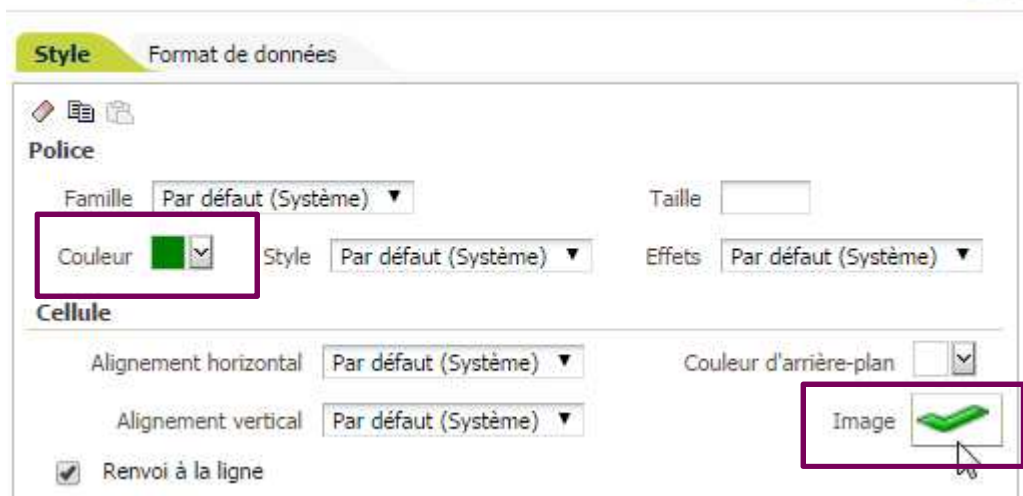 Style Format de données
Police
Famille Par défaut (Système) Taille
Couleur Style Par défaut (Système) Effets Par défaut (Système)
Cellule
Alignement horizontal Par défaut (Système) Couleur d'arrière-plan
Alignement vertical Par défaut (Système) Image
Renvoi à la ligne